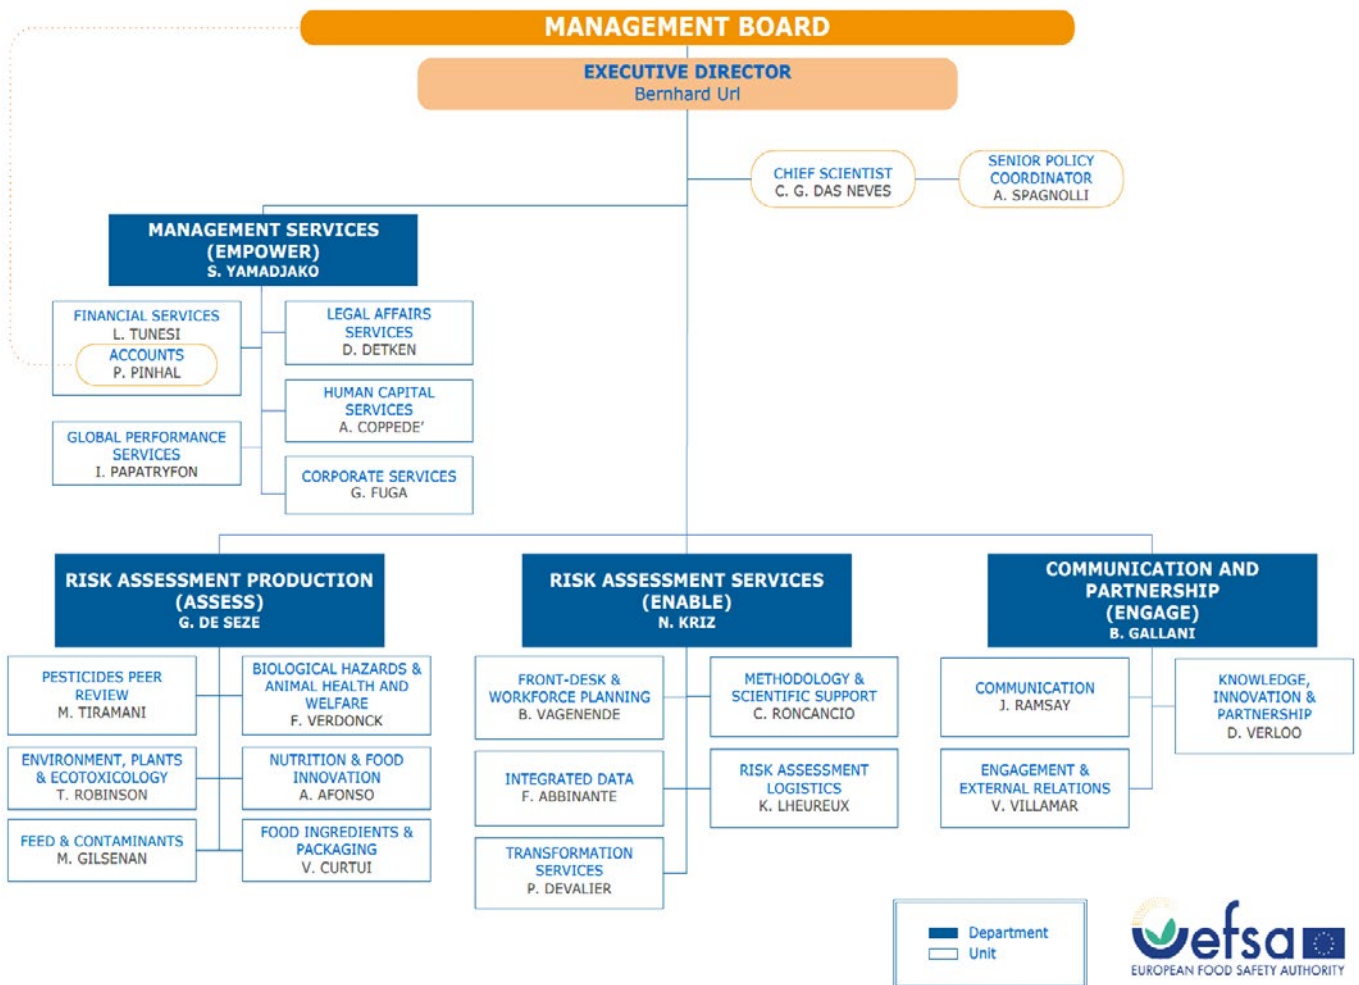 MANAGEMENT BOARD
EXECUTIVE DIRECTOR
Bernhard Url
CHIEF SCIENTIST
C. G. DAS NEVES
SENIOR POLICY
COORDINATOR
A. SPAGNOLLI
MANAGEMENT SERVICES
(EMPOWER)
S. YAMADJAKO
FINANCIAL SERVICES
L. TUNESI
ACCOUNTS
P. PINHAL
LEGAL AFFAIRS
SERVICES
D. DETKEN
HUMAN CAPITAL
SERVICES
A. COPPEDE'
GLOBAL PERFORMANCE
SERVICES
I. PAPATRYFON
CORPORATE SERVICES
G. FUGA
RISK ASSESSMENT PRODUCTION
(ASSESS)
G. DE SEZE
PESTICIDES PEER
REVIEW
M. TIRAMANI
BIOLOGICAL HAZARDS &
ANIMAL HEALTH AND
WELFARE
F. VERDONCK
ENVIRONMENT, PLANTS
& ECOTOXICOLOGY
T. ROBINSON
NUTRITION & FOOD
INNOVATION
A. AFONSO
FEED & CONTAMINANTS
M. GILSENAN
FOOD INGREDIENTS &
PACKAGING
V. CURTUI
RISK ASSESSMENT SERVICES
(ENABLE)
N. KRIZ
FRONT-DESK &
WORKFORCE PLANNING
B. VAGENENDE
METHODOLOGY &
SCIENTIFIC SUPPORT
C. RONCANCIO
INTEGRATED DATA
F. ABBINANTE
RISK ASSESSMENT
LOGISTICS
K. LHEUREUX
TRANSFORMATION
SERVICES
P. DEVALIER
COMMUNICATION AND
PARTNERSHIP
(ENGAGE)
B. GALLANI
COMMUNICATION
J. RAMSAY
KNOWLEDGE,
INNOVATION &
PARTNERSHIP
D. VERLOO
ENGAGEMENT &
EXTERNAL RELATIONS
V. VILLAMAR
Department
Unit
efsa
EUROPEAN FOOD SAFETY AUTHORITY